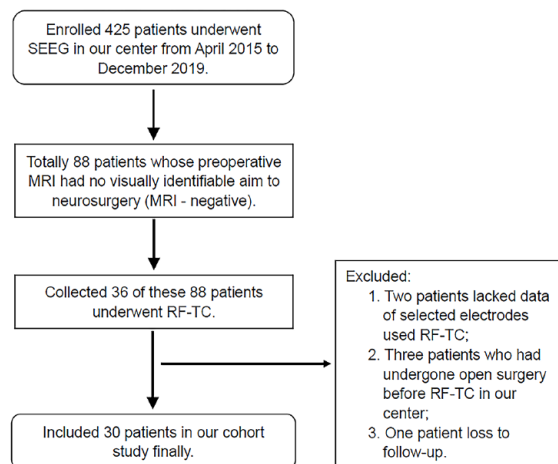 Enrolled 425 patients underwent
SEEG in our center from April 2015 to
December 2019.
Totally 88 patients whose preoperative
MRI had no visually identifiable aim to
neurosurgery (MRI - negative).
Collected 36 of these 88 patients
underwent RF-TC.
Excluded:
1. Two patients lacked data
of selected electrodes
used RF-TC;
2. Three patients who had
undergone open surgery
before RF-TC in our
center;
3. One patient loss to
follow-up.
Included 30 patients in our cohort
study finally.